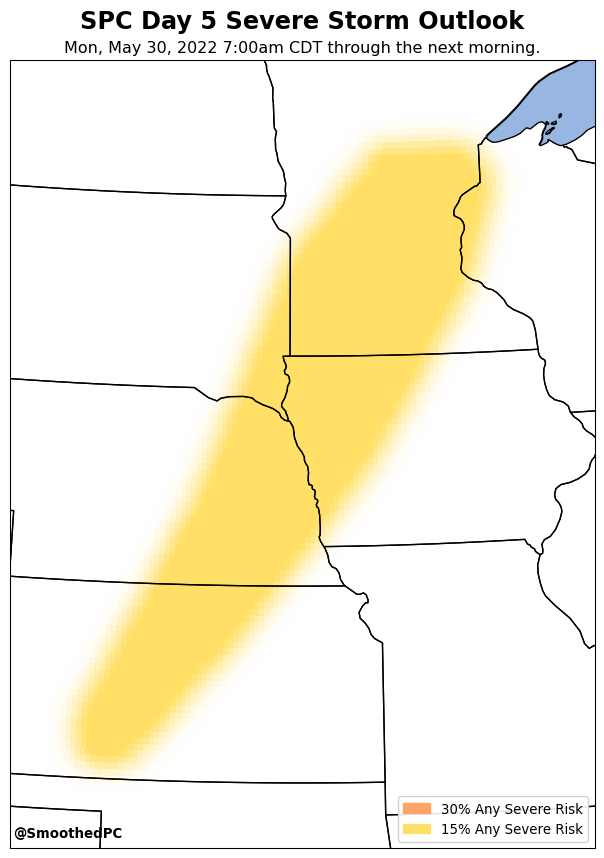 SPC Day 5 Severe Storm Outlook
Mon, May 30, 2022 7:00am CDT through the next morning.
30% Any Severe Risk
15% Any Severe Risk
@SmoothedPC